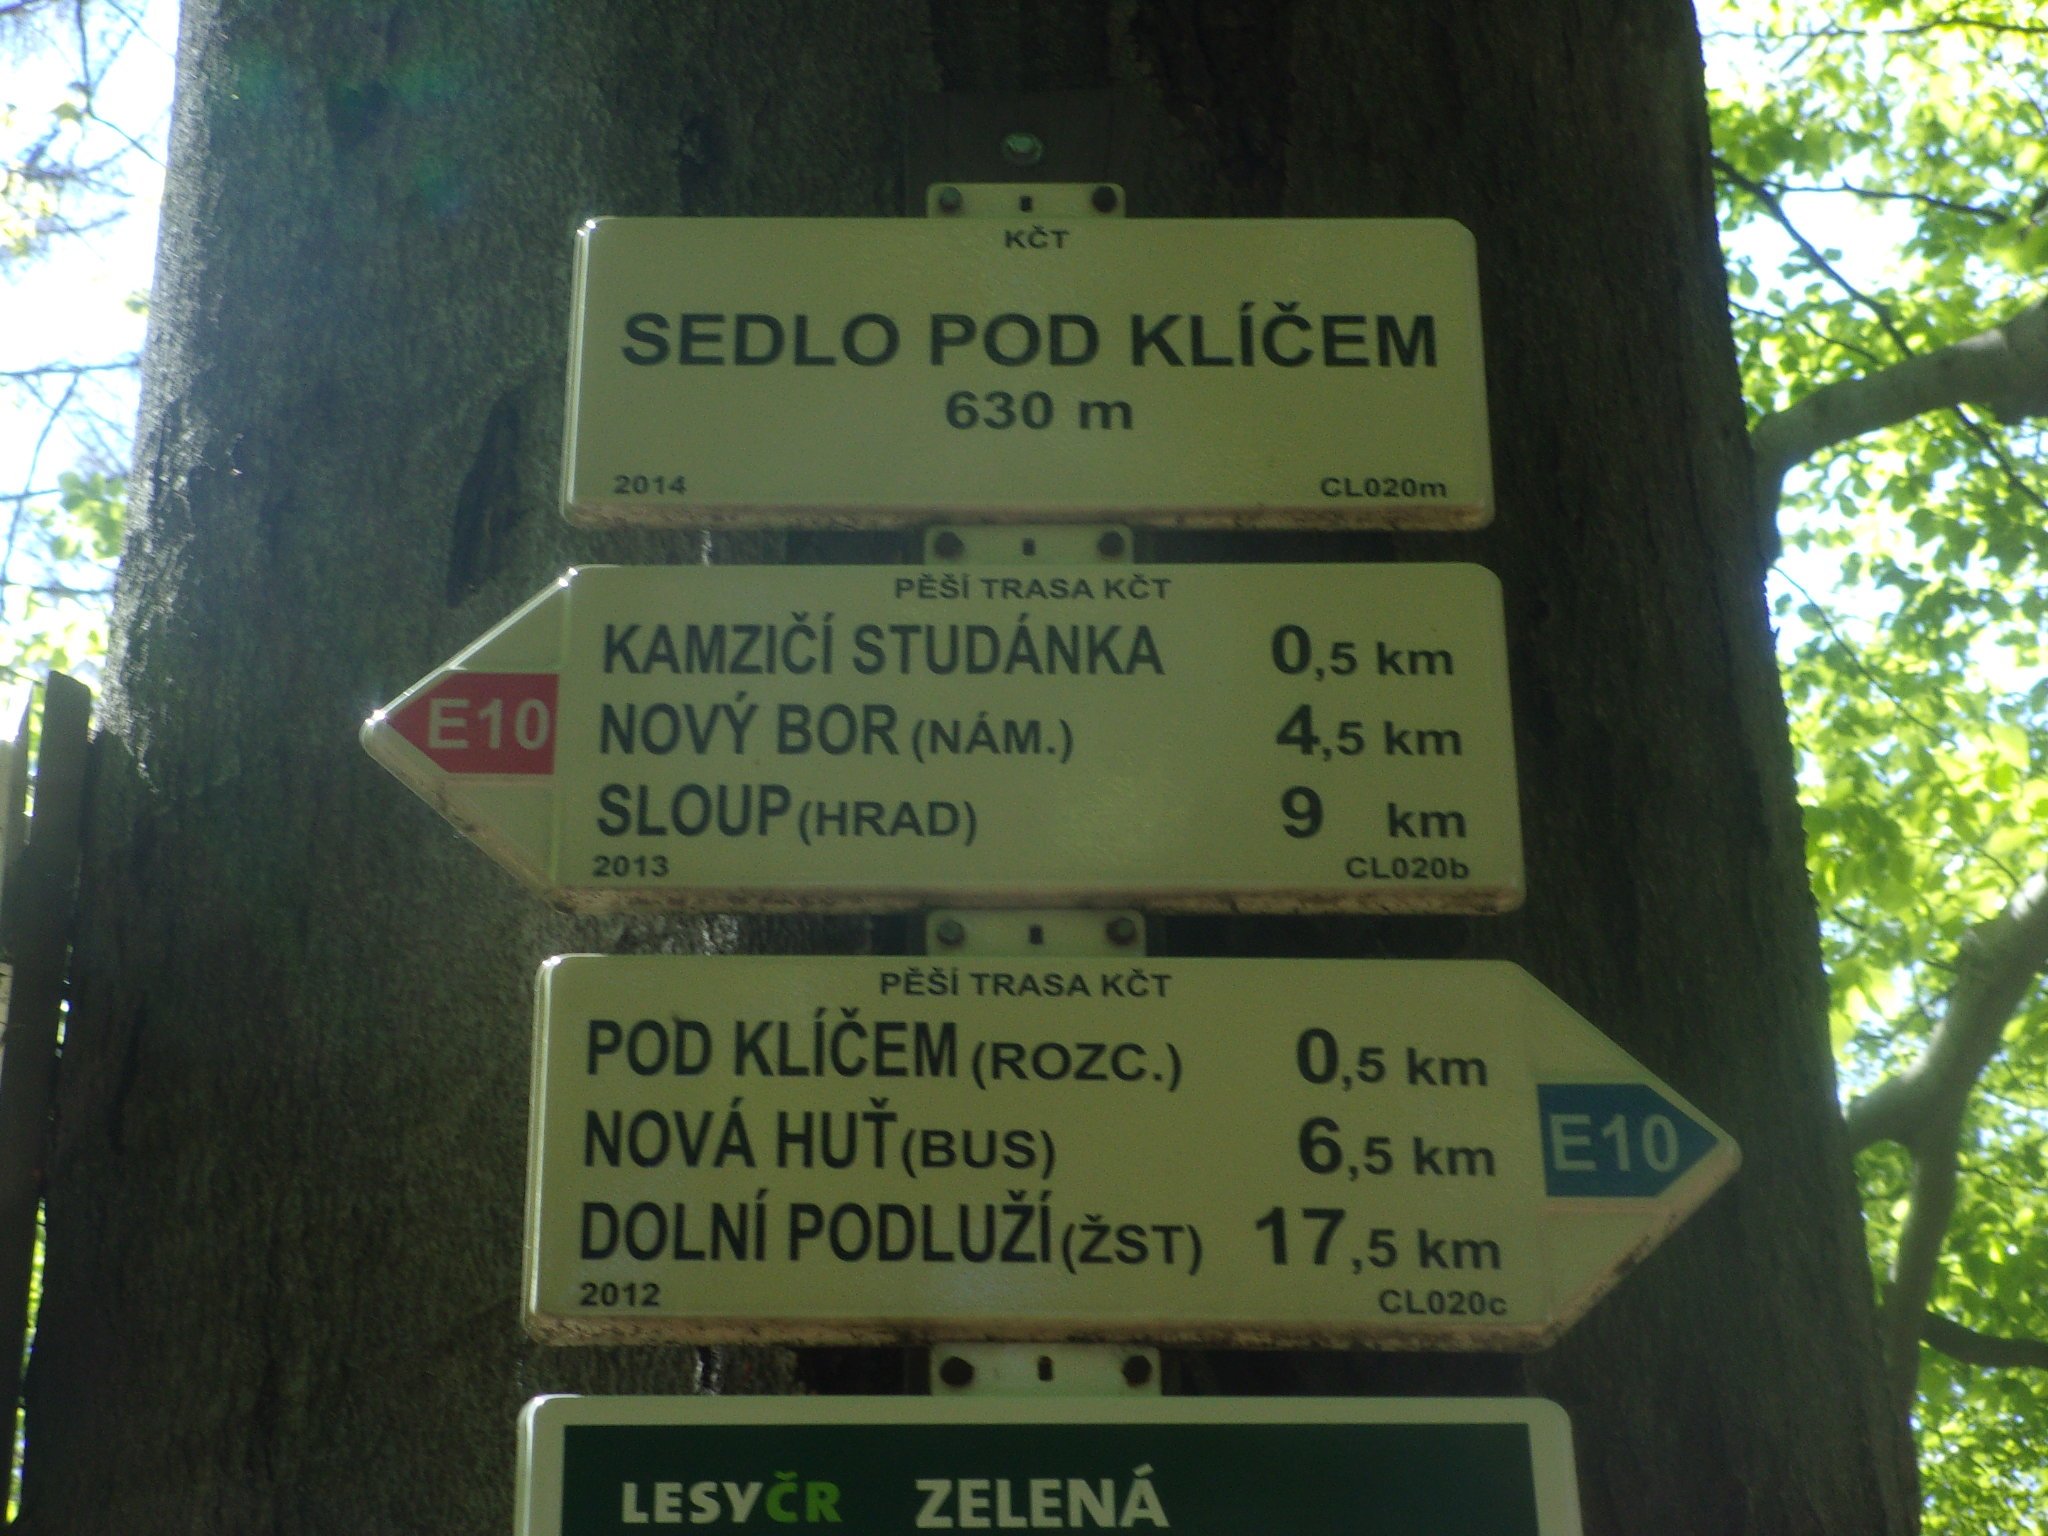 KČT
SEDLO POD KLÍČEM
630 m
2014 CL020m
PĚŠÍ TRASA KČT
KAMZIČÍ STUDÁNKA 0,5 km
E10 NOVÝ BOR (NÁM.) 4,5 km
SLOUP (HRAD) 9 km
2013 CL020b
PĚŠÍ TRASA KČT
POD KLÍČEM (ROZC.) 0,5 km
NOVÁ HUŤ (BUS) 6,5 km E10
DOLNÍ PODLUŽÍ (ŽST) 17,5 km
2012 CL020c
LESY ČR ZELENÁ